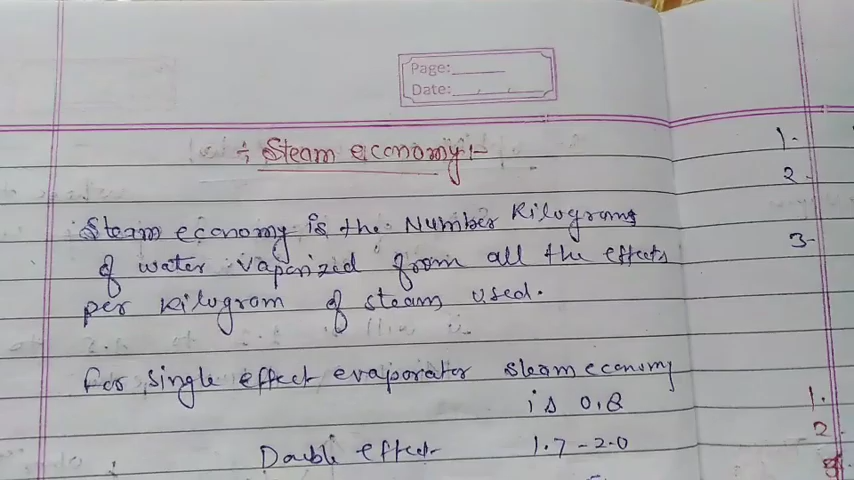 Page:
Date:
÷ Steam economy:-
Steam economy is the Number Kilograms
of water vaporized from all the effects
per Kilogram of steam used.
for single effect evaporator steam economy
is 0.8
Double effect 1.7-2.0
1.
2.
3-
1.
2.